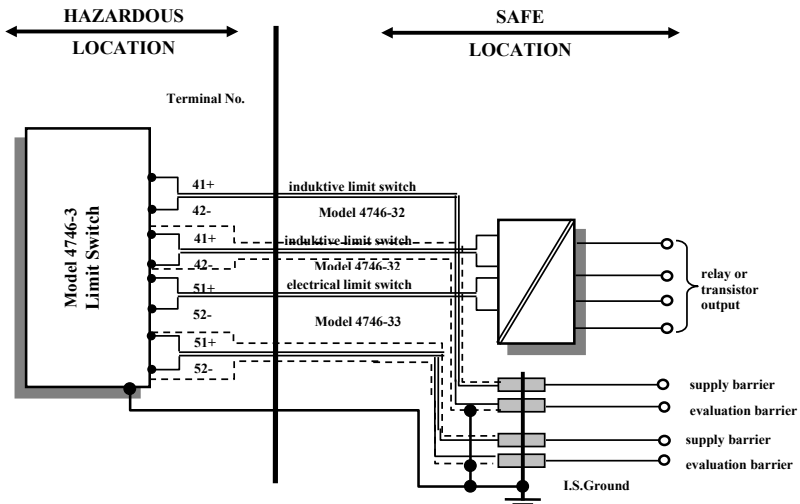 HAZARDOUS
LOCATION
SAFE
LOCATION
Terminal No.
Model 4746-3
Limit Switch
41+
induktive limit switch
42-
Model 4746-32
41+
induktive limit switch
42-
Model 4746-32
51+
electrical limit switch
52-
Model 4746-33
51+
52-
relay or
transistor
output
supply barrier
evaluation barrier
supply barrier
evaluation barrier
I.S.Ground